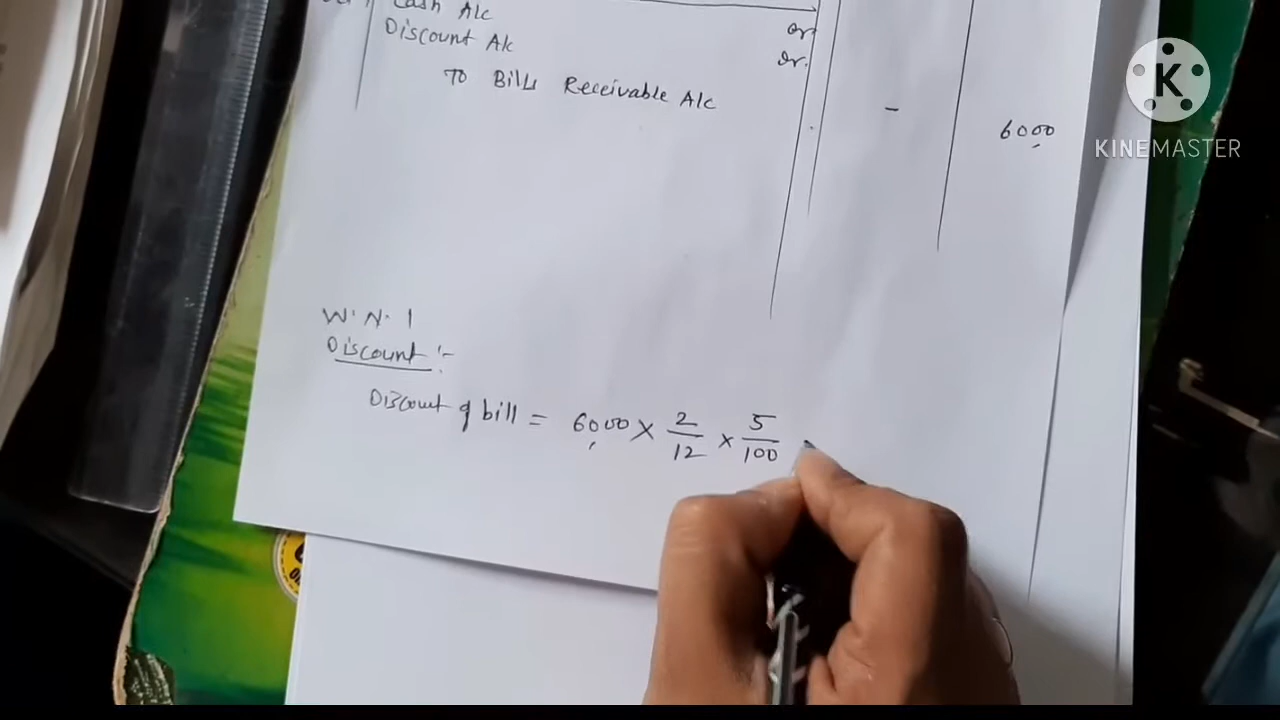 Cash A/c Dr
Discount A/c Dr.
To Bills Receivable A/c 6000
W.N. 1
Discount :-
Discount of bill = 6000 × 2/12 × 5/100
K
KINEMASTER